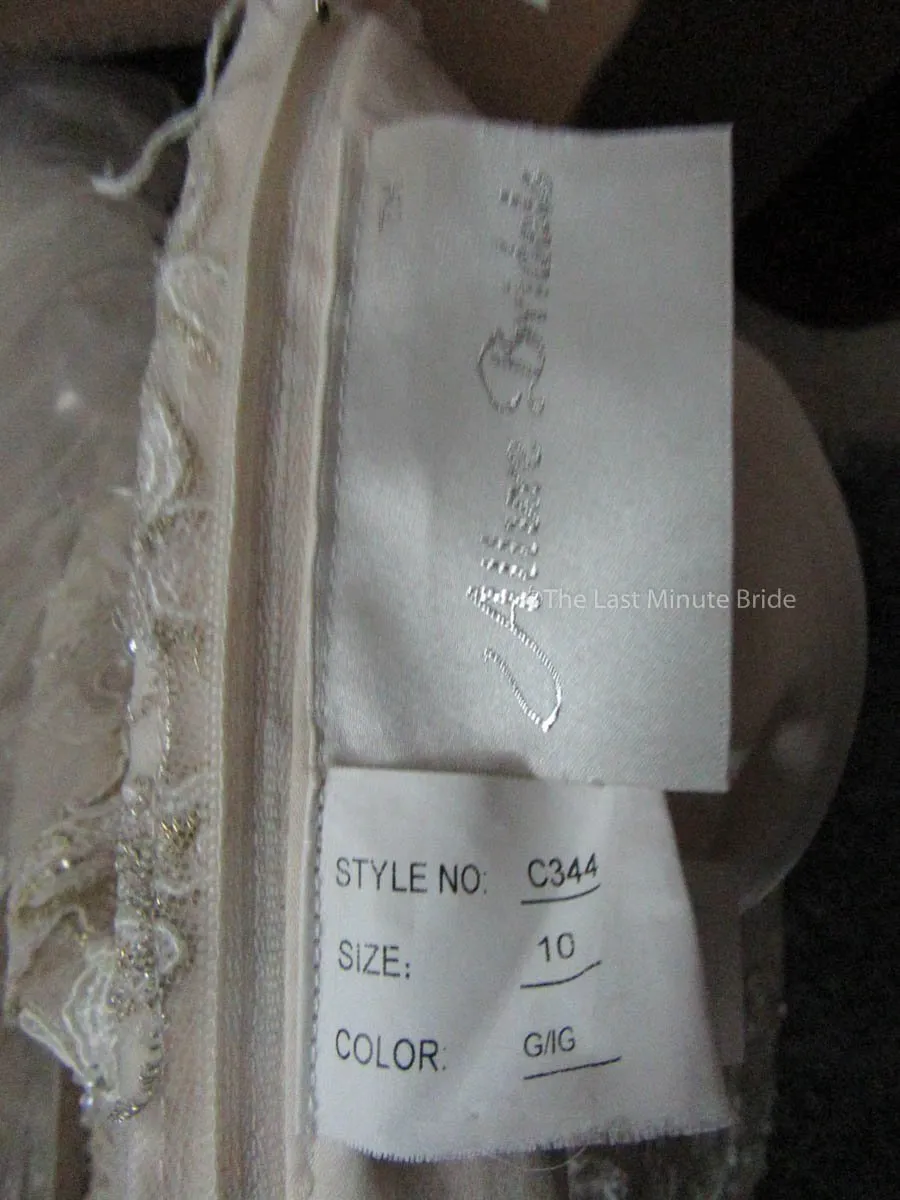 Allure Bridals
©The Last Minute Bride
STYLE NO: C344
SIZE: 10
COLOR: G/IG